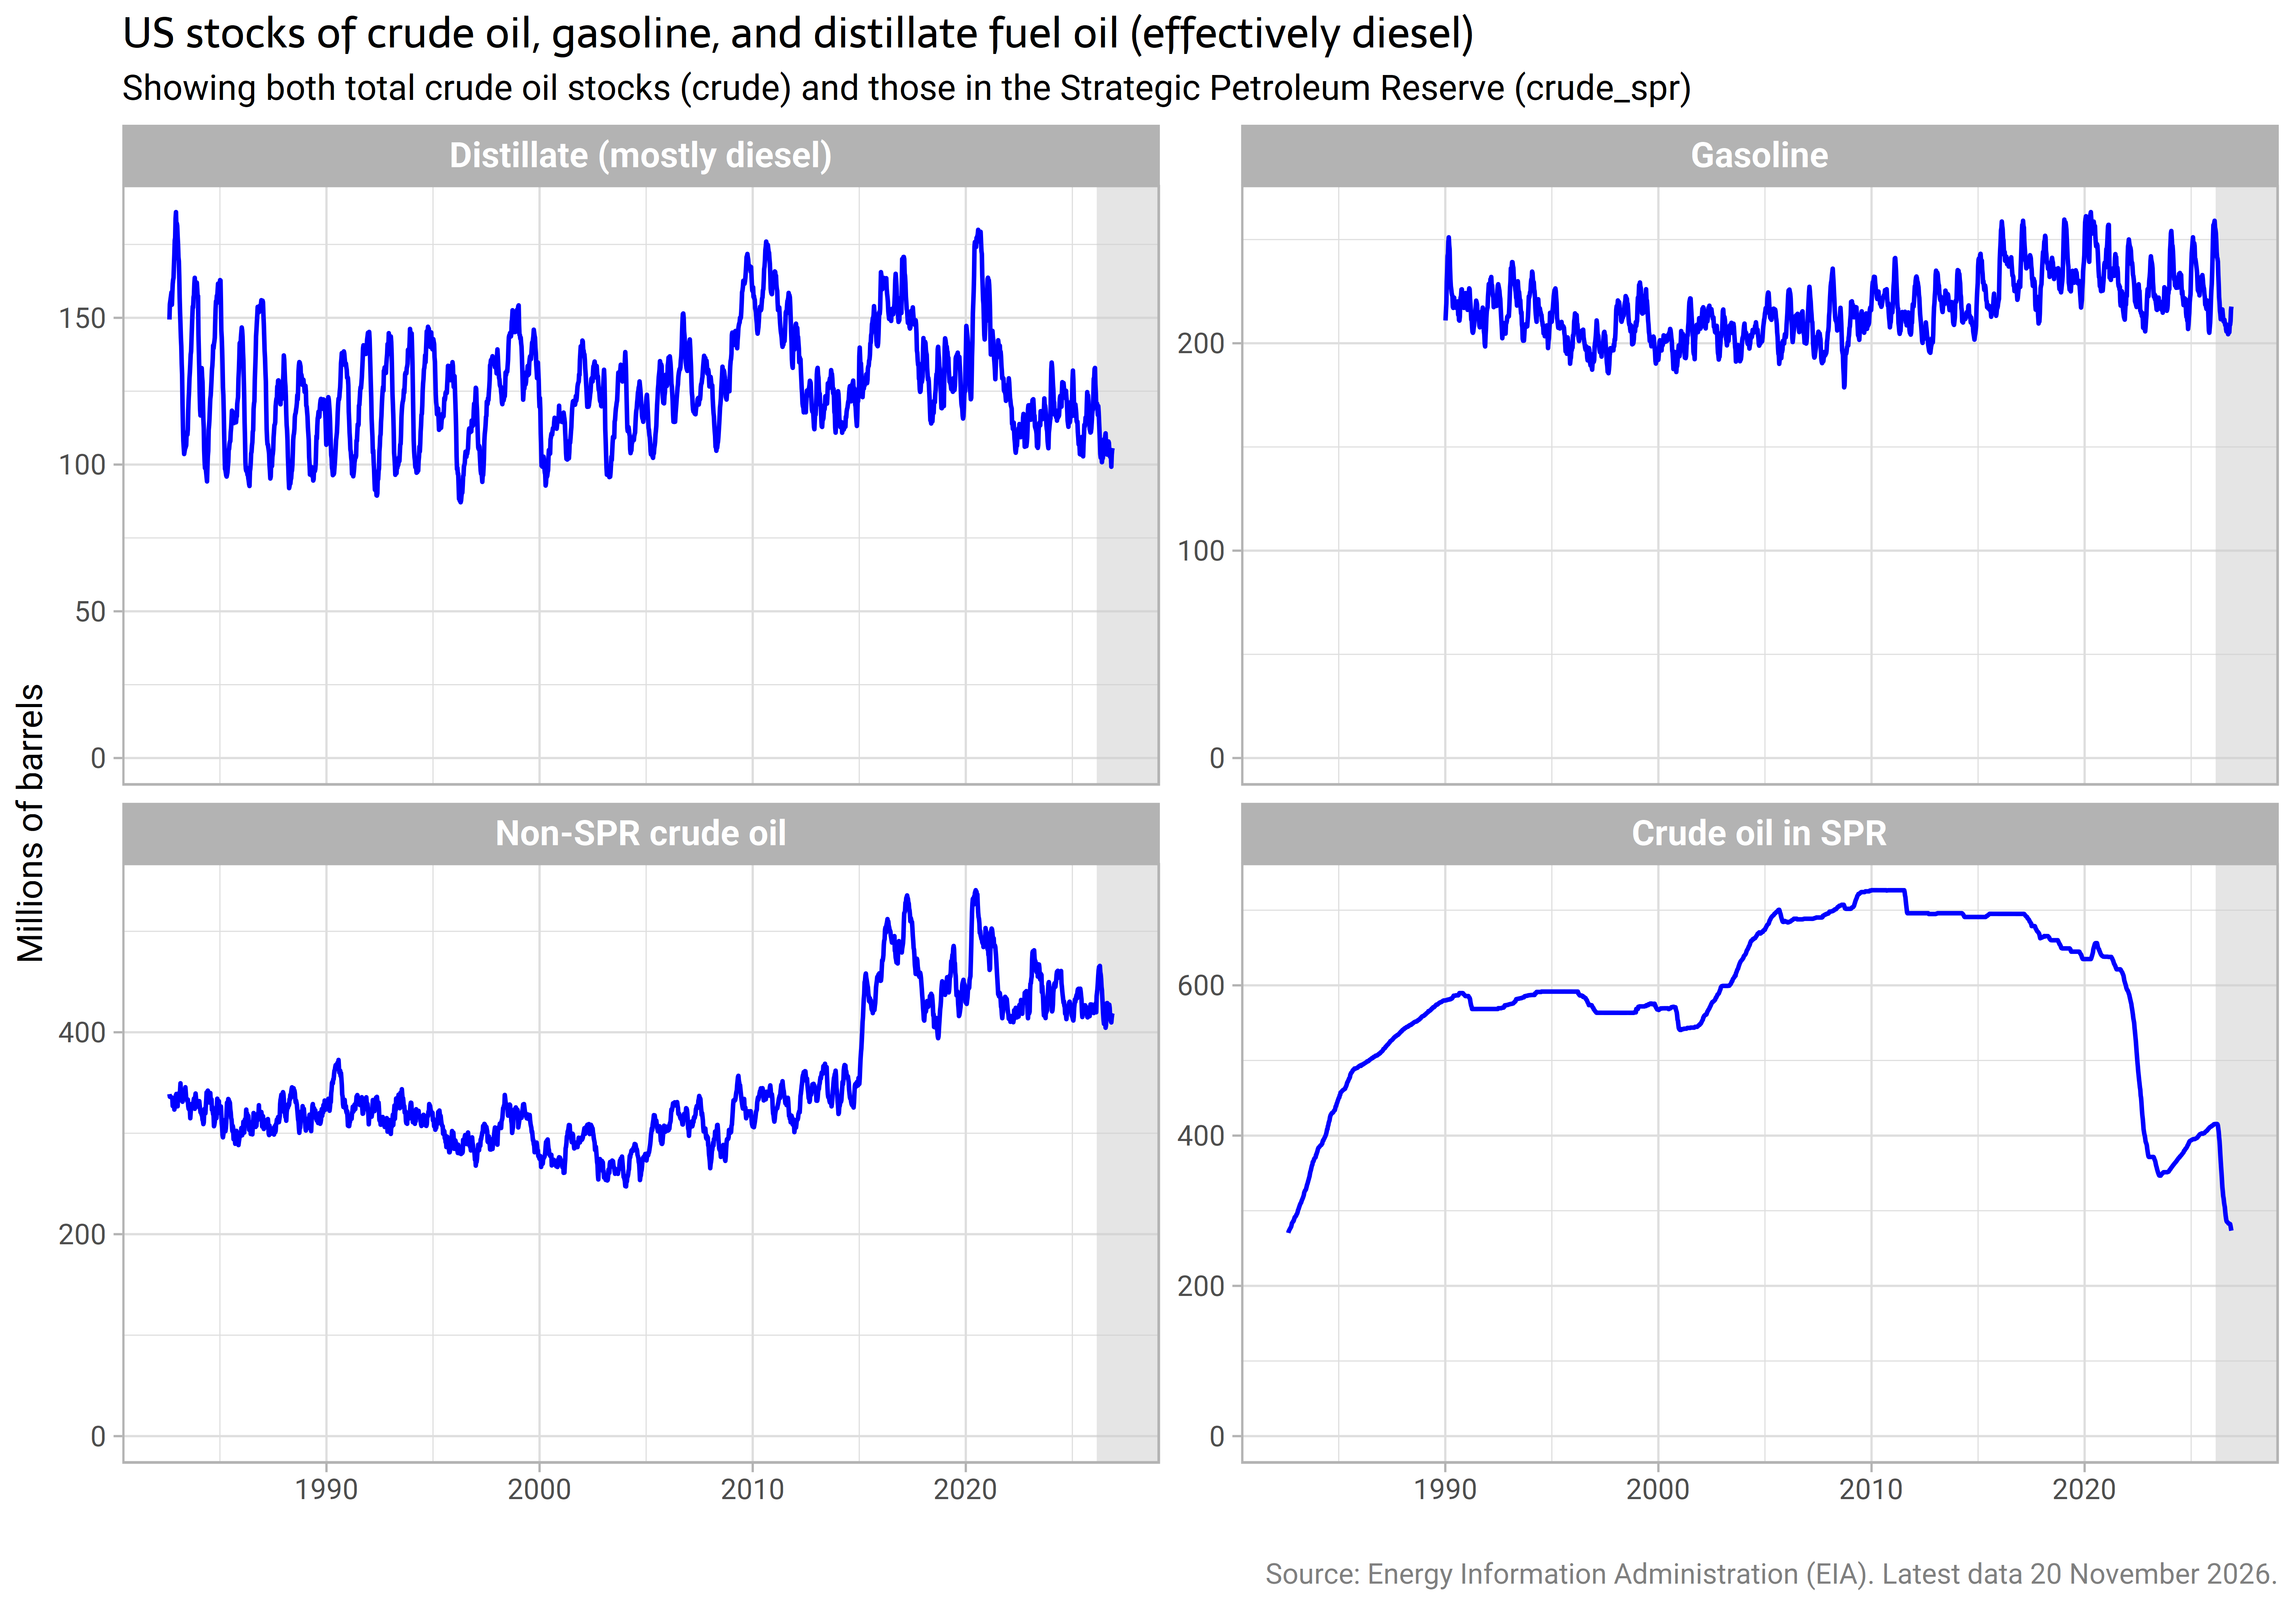 US stocks of crude oil, gasoline, and distillate fuel oil (effectively diesel)
Showing both total crude oil stocks (crude) and those in the Strategic Petroleum Reserve (crude_spr)
Millions of barrels
Distillate (mostly diesel)
150
100
50
0
Gasoline
200
100
0
Non-SPR crude oil
400
200
0
1990
2000
2010
2020
Crude oil in SPR
600
400
200
0
1990
2000
2010
2020
Source: Energy Information Administration (EIA). Latest data 20 November 2026.